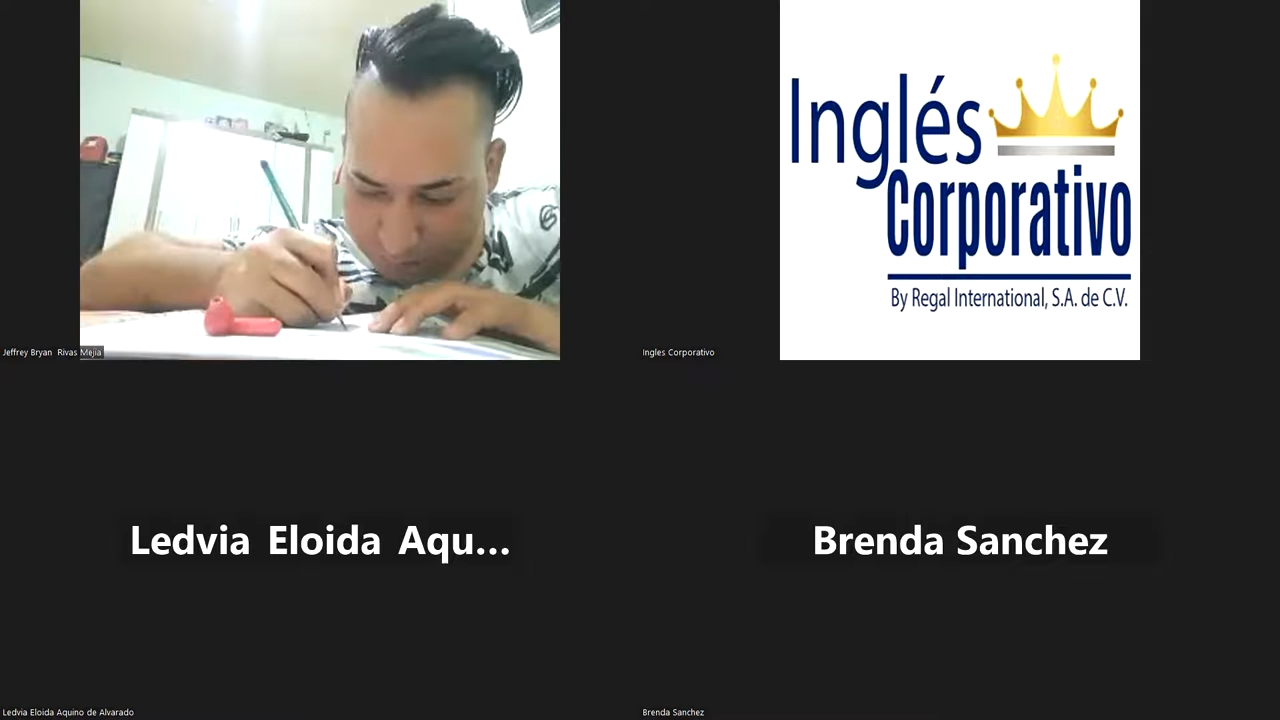 Jeffrey Bryan Rivas Mejia
Inglés
Corporativo
By Regal International, S.A. de C.V.
Ingles Corporativo
Ledvia Eloida Aqu...
Brenda Sanchez
Ledvia Eloida Aquino de Alvarado
Brenda Sanchez